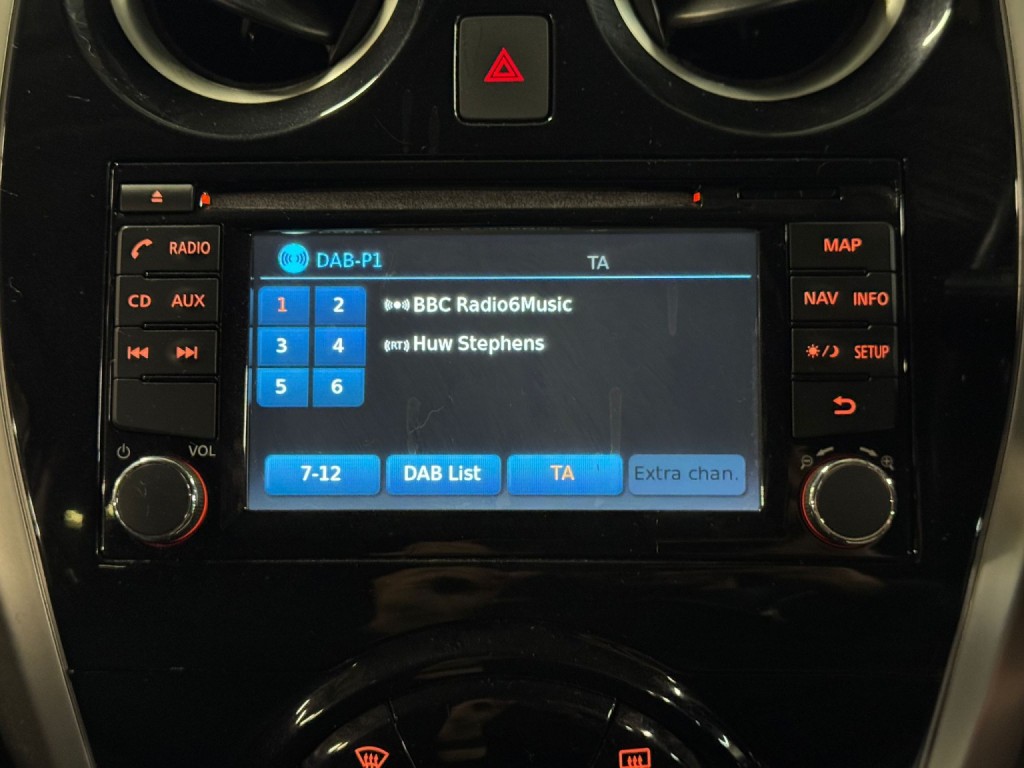 RADIO
CD AUX
VOL
DAB-P1 TA
1 2 BBC Radio6Music
3 4 RT Huw Stephens
5 6
7-12 DAB List TA Extra chan.
MAP
NAV INFO
SETUP